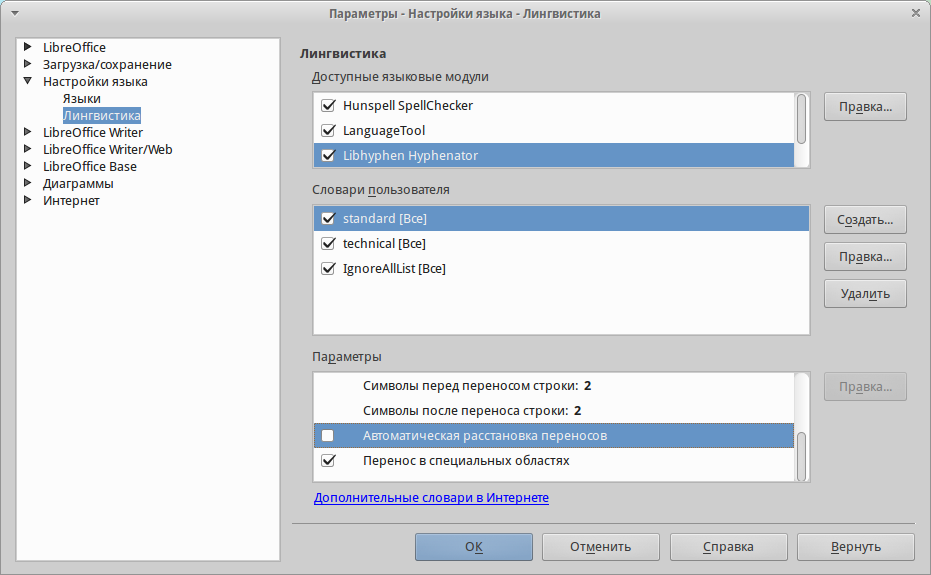 Параметры - Настройки языка - Лингвистика
LibreOffice
Загрузка/сохранение
Настройки языка
Языки
Лингвистика
LibreOffice Writer
LibreOffice Writer/Web
LibreOffice Base
Диаграммы
Интернет
Лингвистика
Доступные языковые модули
Hunspell SpellChecker
LanguageTool
Libhyphen Hyphenator
Правка...
Словари пользователя
standard [Все]
technical [Все]
IgnoreAllList [Все]
Создать...
Правка...
Удалить
Параметры
Символы перед переносом строки: 2
Символы после переноса строки: 2
Автоматическая расстановка переносов
Перенос в специальных областях
Правка...
Дополнительные словари в Интернете
OK
Отменить
Справка
Вернуть